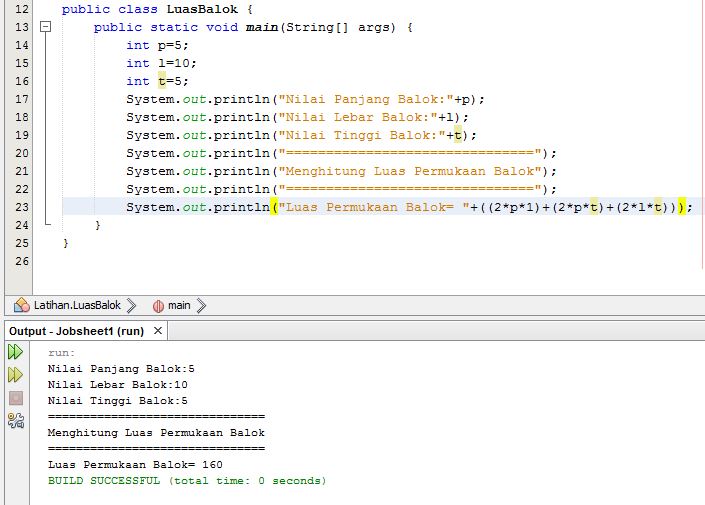 12 public class LuasBalok {
13 public static void main(String[] args) {
14 int p=5;
15 int l=10;
16 int t=5;
17 System.out.println("Nilai Panjang Balok:"+p);
18 System.out.println("Nilai Lebar Balok:"+l);
19 System.out.println("Nilai Tinggi Balok:"+t);
20 System.out.println("===============================");
21 System.out.println("Menghitung Luas Permukaan Balok");
22 System.out.println("===============================");
23 System.out.println("Luas Permukaan Balok= "+((2*p*1)+(2*p*t)+(2*l*t)));
24 }
25 }
26
Latihan.LuasBalok main
Output - Jobsheet1 (run) ×
run:
Nilai Panjang Balok:5
Nilai Lebar Balok:10
Nilai Tinggi Balok:5
===============================
Menghitung Luas Permukaan Balok
===============================
Luas Permukaan Balok= 160
BUILD SUCCESSFUL (total time: 0 seconds)